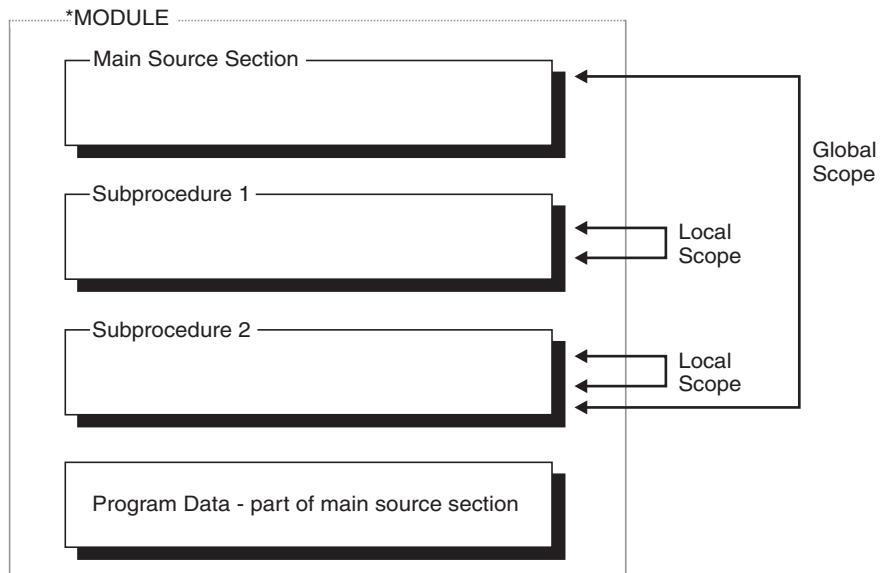 *MODULE
Main Source Section
Global
Scope
Subprocedure 1
Local
Scope
Subprocedure 2
Local
Scope
Program Data - part of main source section